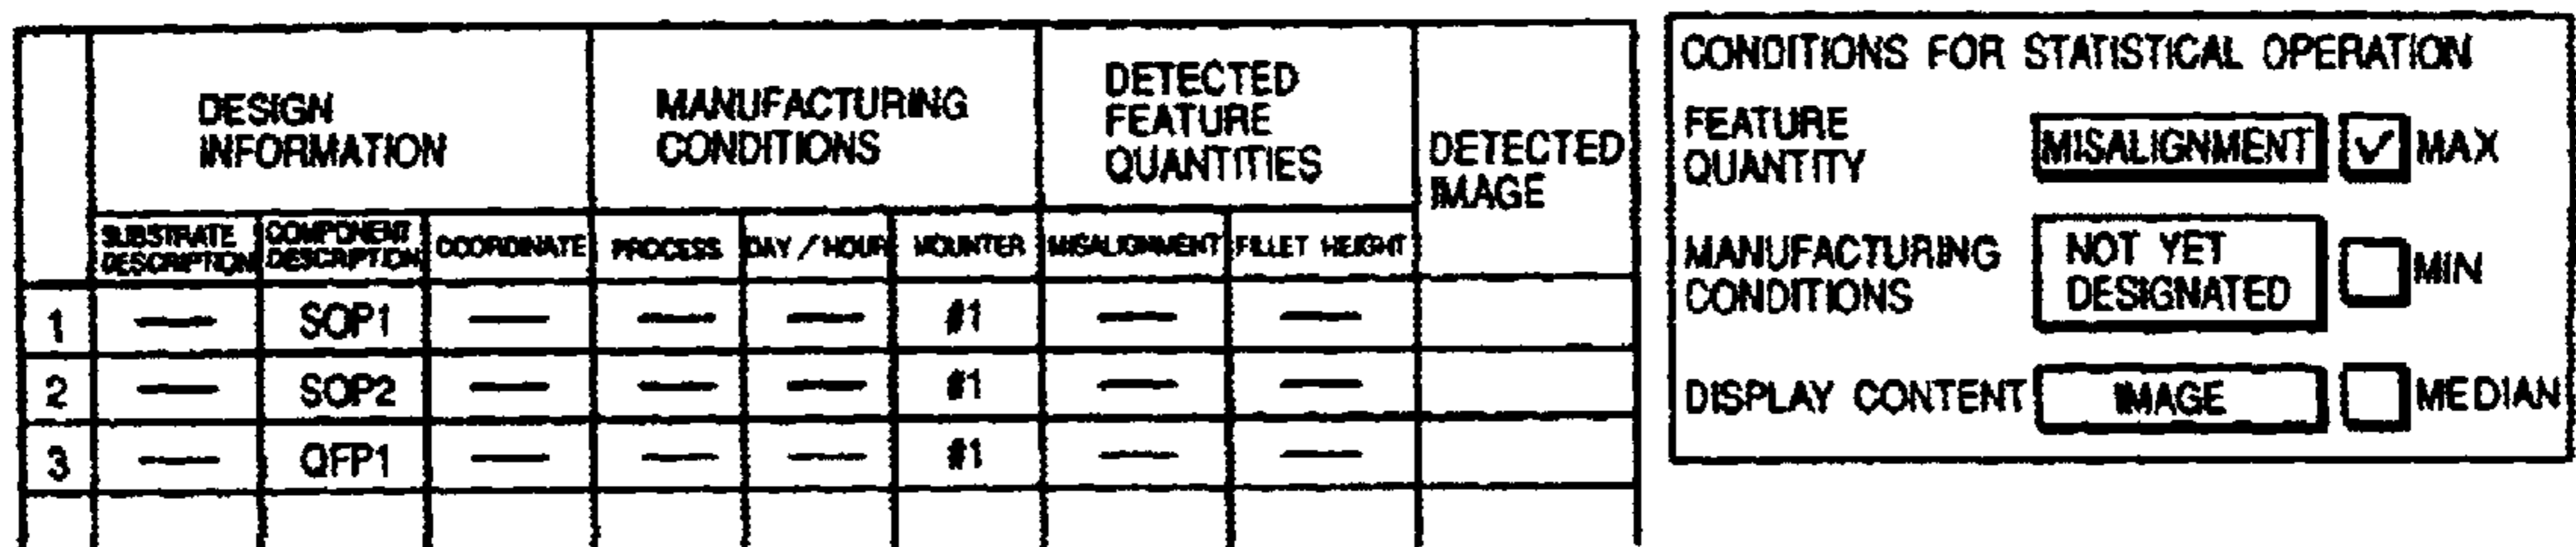 DESIGN
INFORMATION
MANUFACTURING
CONDITIONS
DETECTED
FEATURE
QUANTITIES
DETECTED
IMAGE
SUBSTRATE
DESCRIPTION
COMPONENT
DESCRIPTION
COORDINATE
PROCESS
DAY / HOUR
MOUNTER
MISALIGNMENT
FILLET HEIGHT
1 — SOP1 — — — #1 — —
2 — SOP2 — — — #1 — —
3 — QFP1 — — — #1 — —
CONDITIONS FOR STATISTICAL OPERATION
FEATURE
QUANTITY
MISALIGNMENT
✓ MAX
MANUFACTURING
CONDITIONS
NOT YET
DESIGNATED
MIN
DISPLAY CONTENT
IMAGE
MEDIAN